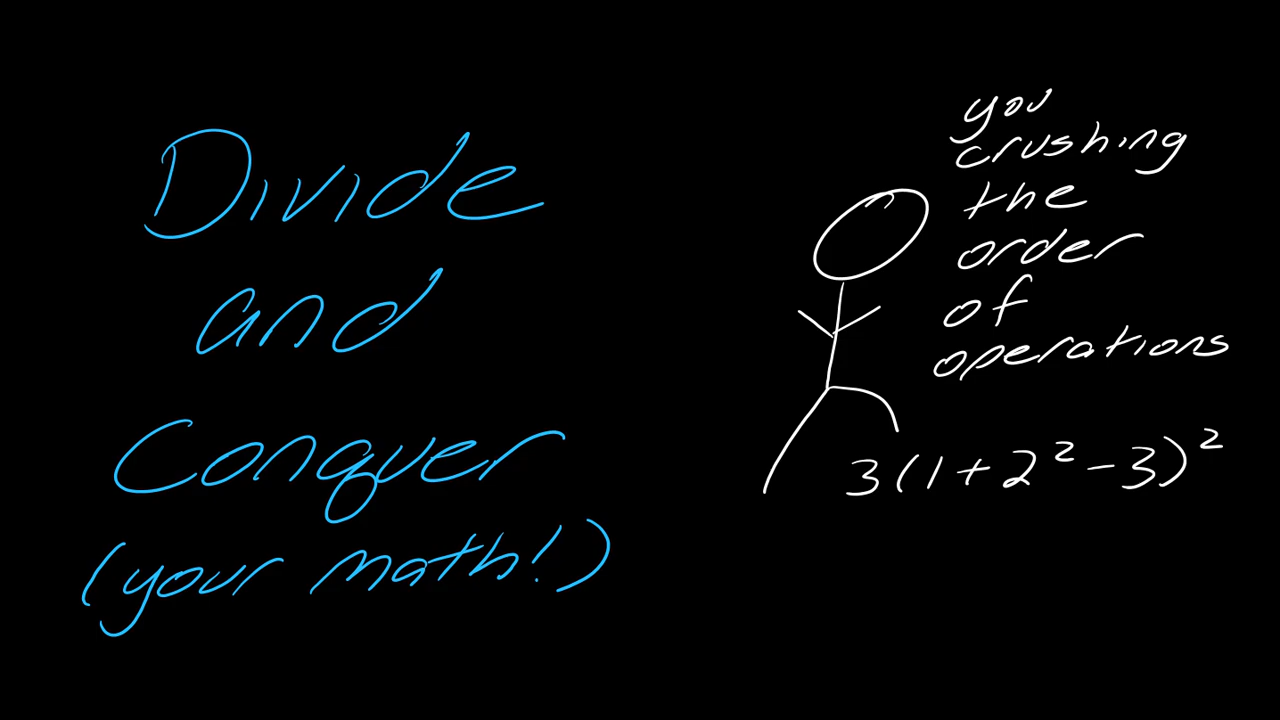 Divide
and
Conquer
(your math!)
you
crushing
the
order
of
operations
3(1+2²-3)²